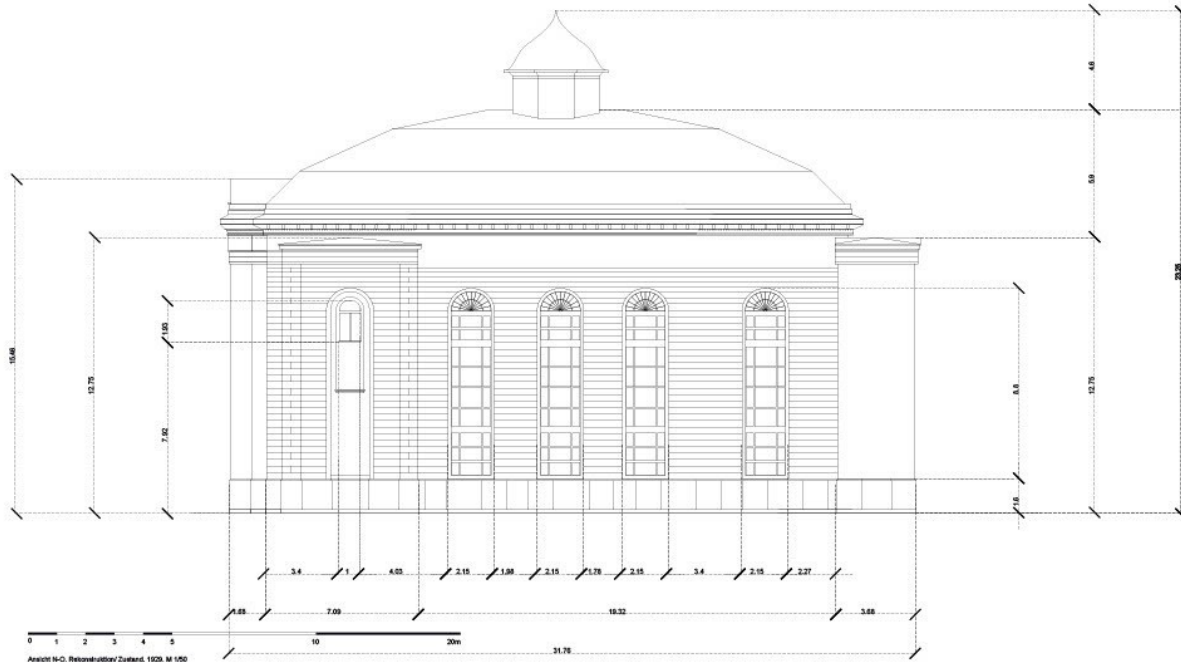 4.6
5.9
23.25
15.46
12.75
1.93
7.92
8.8
12.75
1.6
3.4 1 4.03 2.15 1.98 2.15 1.78 2.15 3.4 2.15 2.27
1.68 7.09 19.32 3.68
0 1 2 3 4 5 10 20m
31.76
Ansicht N-O. Rekonstruktion/ Zustand. 1929. M 1/50